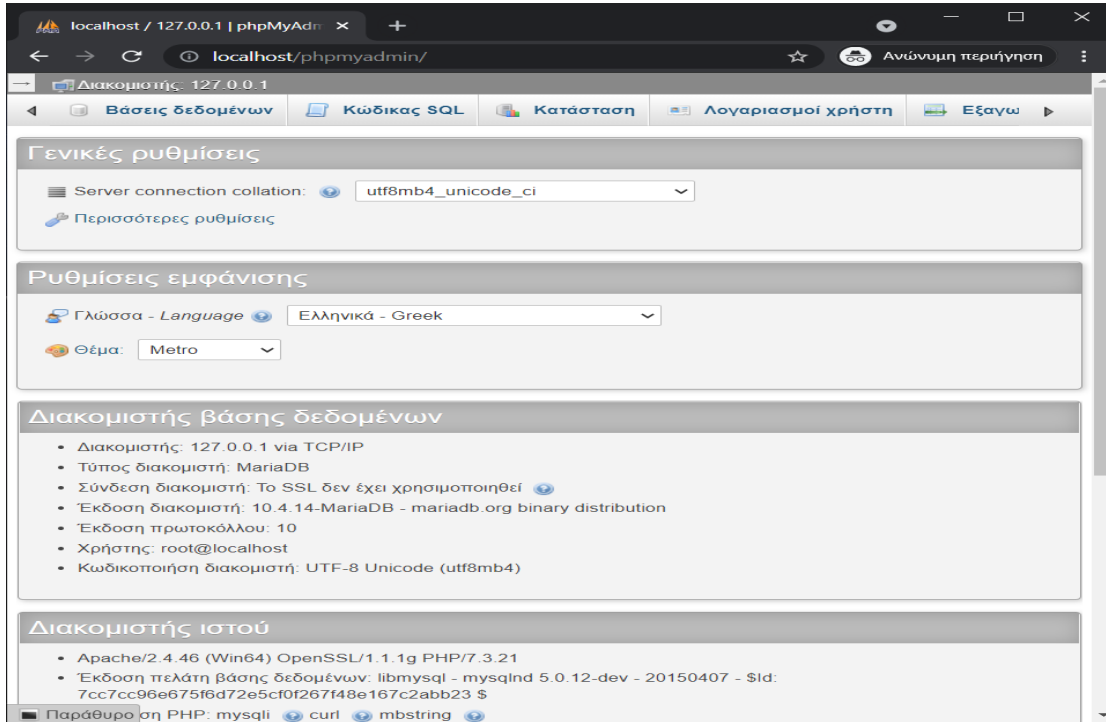 localhost / 127.0.0.1 | phpMyAdm
localhost/phpmyadmin/
Ανώνυμη περιήγηση
Διακομιστής: 127.0.0.1
Βάσεις δεδομένων Κώδικας SQL Κατάσταση Λογαριασμοί χρήστη Εξαγω
Γενικές ρυθμίσεις
Server connection collation: utf8mb4_unicode_ci
Περισσότερες ρυθμίσεις
Ρυθμίσεις εμφάνισης
Γλώσσα - Language Ελληνικά - Greek
Θέμα: Metro
Διακομιστής βάσης δεδομένων
• Διακομιστής: 127.0.0.1 via TCP/IP
• Τύπος διακομιστή: MariaDB
• Σύνδεση διακομιστή: Το SSL δεν έχει χρησιμοποιηθεί
• Έκδοση διακομιστή: 10.4.14-MariaDB - mariadb.org binary distribution
• Έκδοση πρωτοκόλλου: 10
• Χρήστης: root@localhost
• Κωδικοποιήση διακομιστή: UTF-8 Unicode (utf8mb4)
Διακομιστής ιστού
• Apache/2.4.46 (Win64) OpenSSL/1.1.1g PHP/7.3.21
• Έκδοση πελάτη βάσης δεδομένων: libmysql - mysqlnd 5.0.12-dev - 20150407 - $Id:
7cc7cc96e675f6d72e5cf0f267f48e167c2abb23 $
Παράθυρο ση PHP: mysqli curl mbstring